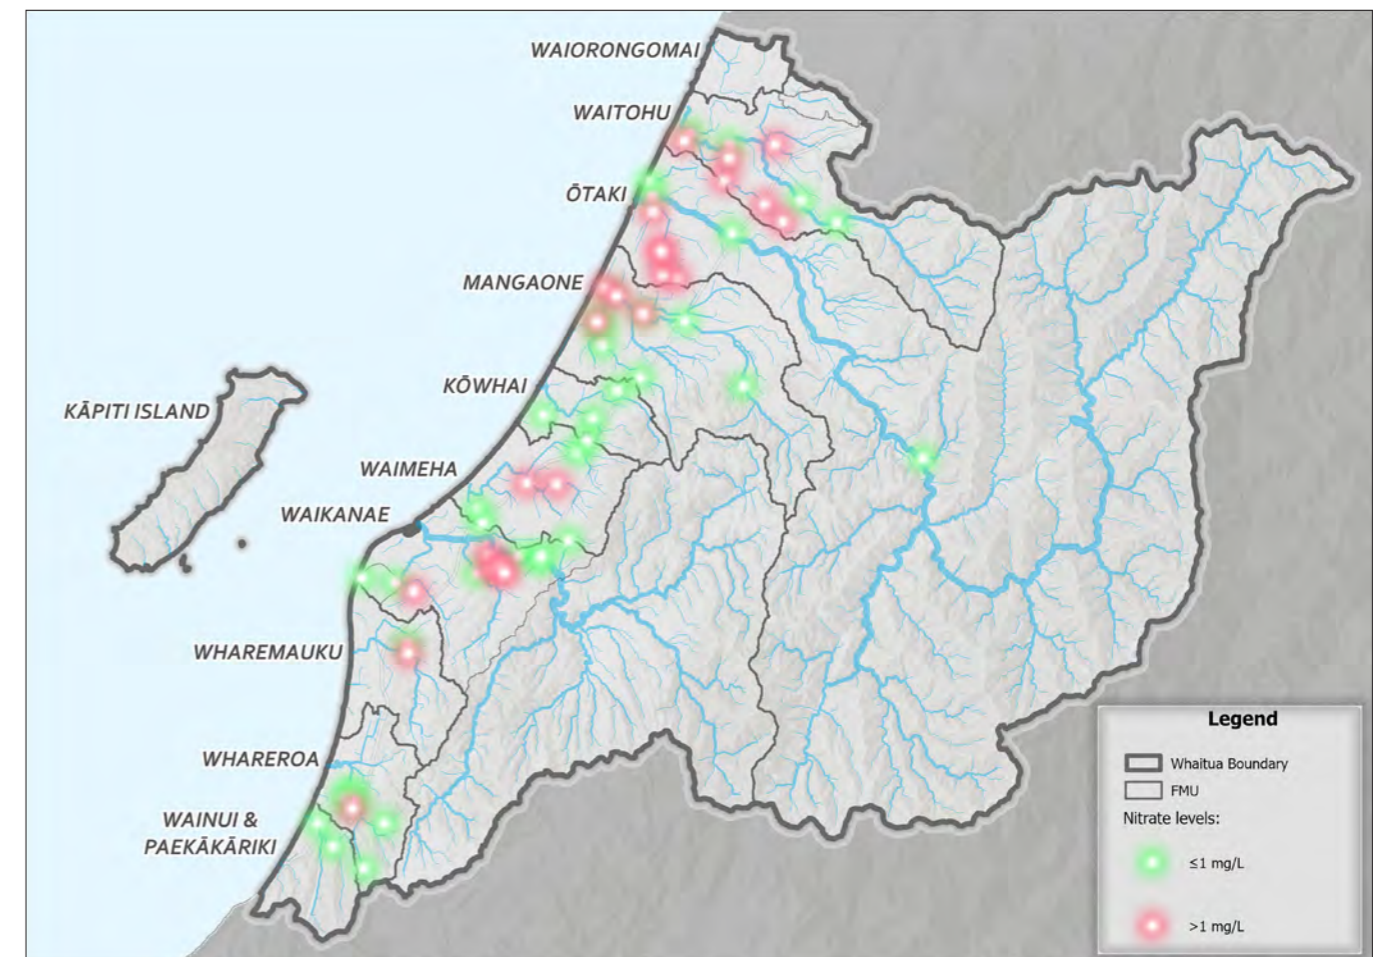 WAIORONGOMAI
WAITOHU
ŌTAKI
MANGAONE
KŌWHAI
KĀPITI ISLAND
WAIMEHA
WAIKANAE
WHAREMAUKU
WHAREROA
WAINUI &
PAEKĀKĀRIKI
Legend
Whaitua Boundary
FMU
Nitrate levels:
≤1 mg/L
>1 mg/L